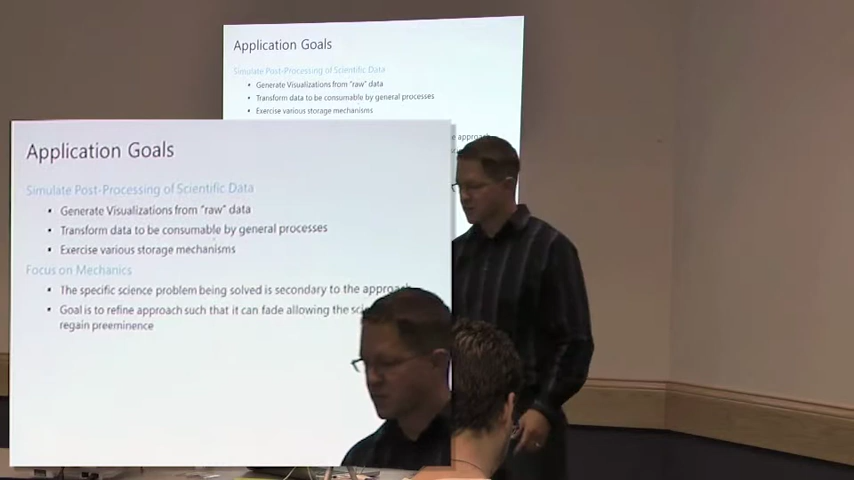 Application Goals
Simulate Post-Processing of Scientific Data
• Generate Visualizations from "raw" data
• Transform data to be consumable by general processes
• Exercise various storage mechanisms
the approach
Application Goals
Simulate Post-Processing of Scientific Data
• Generate Visualizations from "raw" data
• Transform data to be consumable by general processes
• Exercise various storage mechanisms
Focus on Mechanics
• The specific science problem being solved is secondary to the approach
• Goal is to refine approach such that it can fade allowing the
regain preeminence